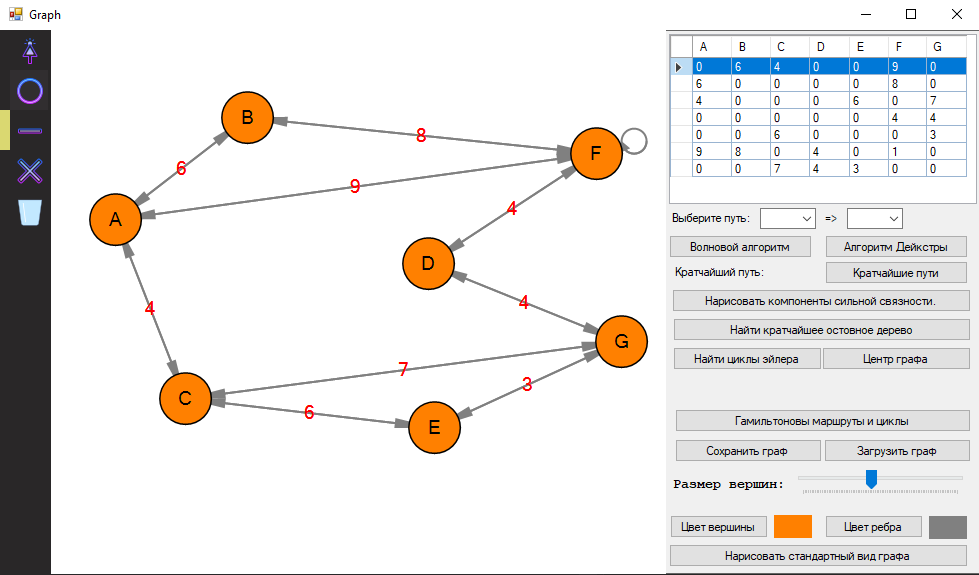 Graph
B
8
F
6
9
A
4
D
4
4
G
7
3
C
6
E
A B C D E F G
0 6 4 0 0 9 0
6 0 0 0 0 8 0
4 0 0 0 6 0 7
0 0 0 0 0 4 4
0 0 6 0 0 0 3
9 8 0 4 0 1 0
0 0 7 4 3 0 0
Выберите путь: =>
Волновой алгоритм Алгоритм Дейкстры
Кратчайший путь: Кратчайшие пути
Нарисовать компоненты сильной связности.
Найти кратчайшее остовное дерево
Найти циклы эйлера Центр графа
Гамильтоновы маршруты и циклы
Сохранить граф Загрузить граф
Размер вершин:
Цвет вершины Цвет ребра
Нарисовать стандартный вид графа